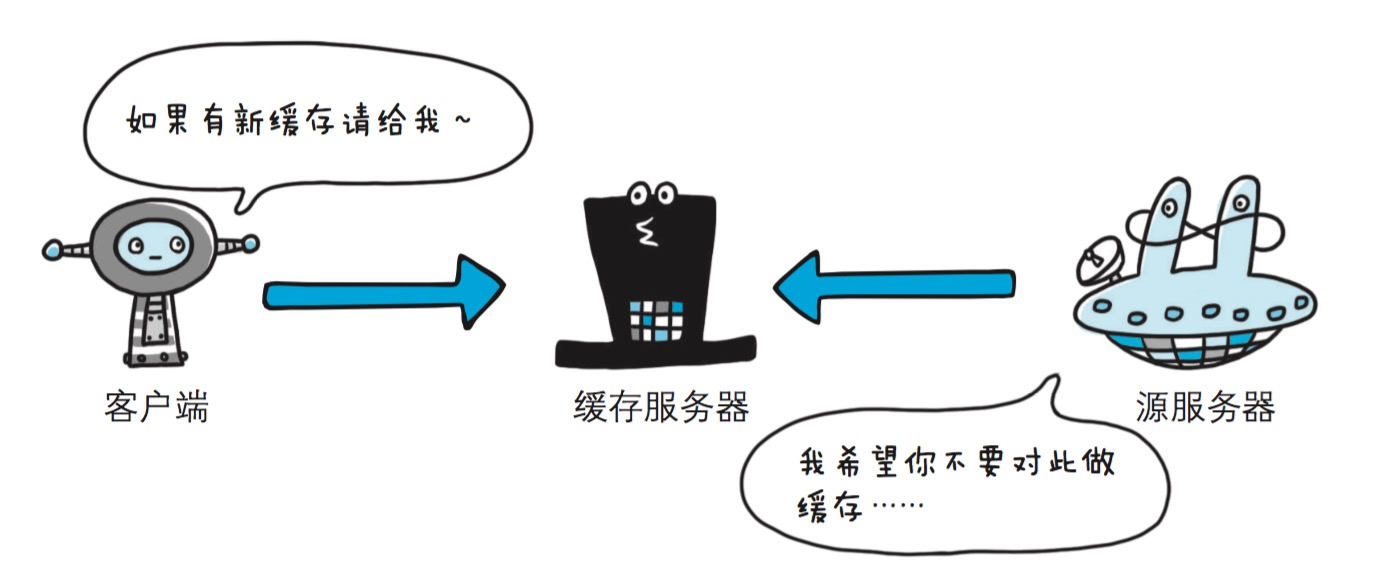 如果有新缓存请给我~
客户端
缓存服务器
源服务器
我希望你不要对此做
缓存……